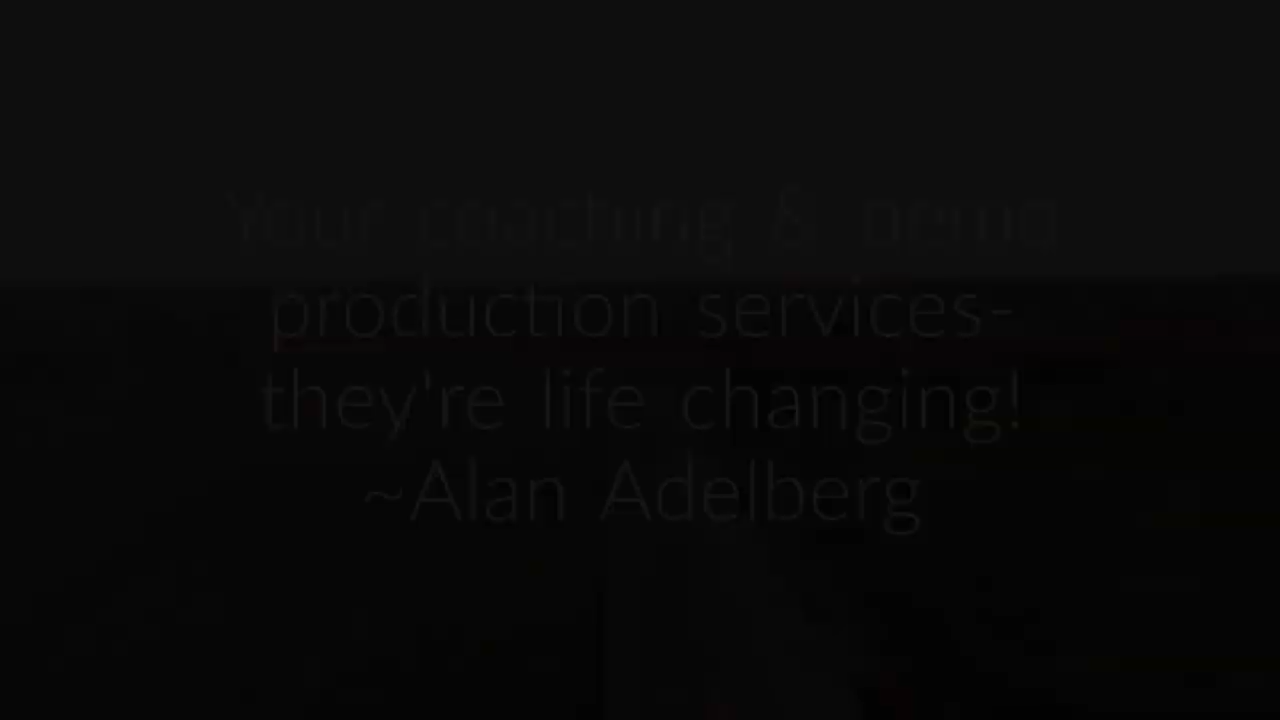 Your coaching & demo
production services-
they're life changing!
~Alan Adelberg